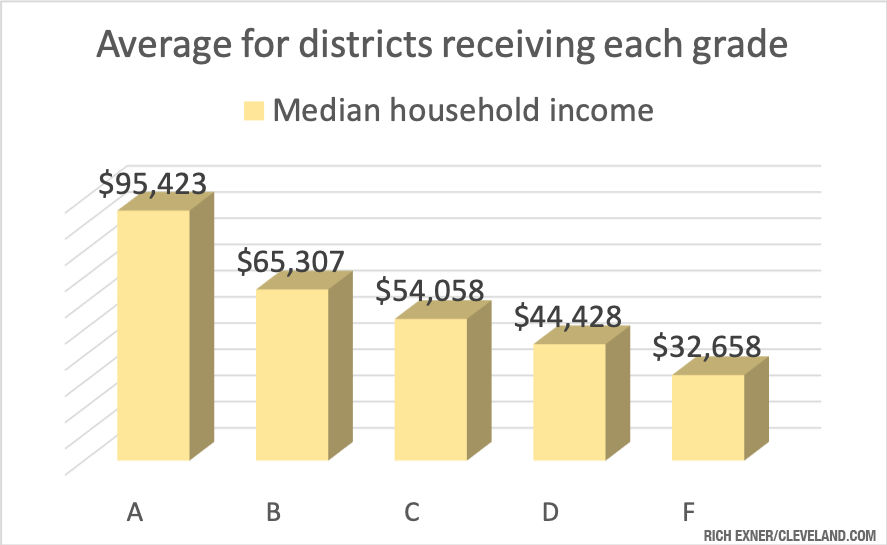 Average for districts receiving each grade
Median household income
$95,423
$65,307
$54,058
$44,428
$32,658
A B C D F
RICH EXNER/CLEVELAND.COM